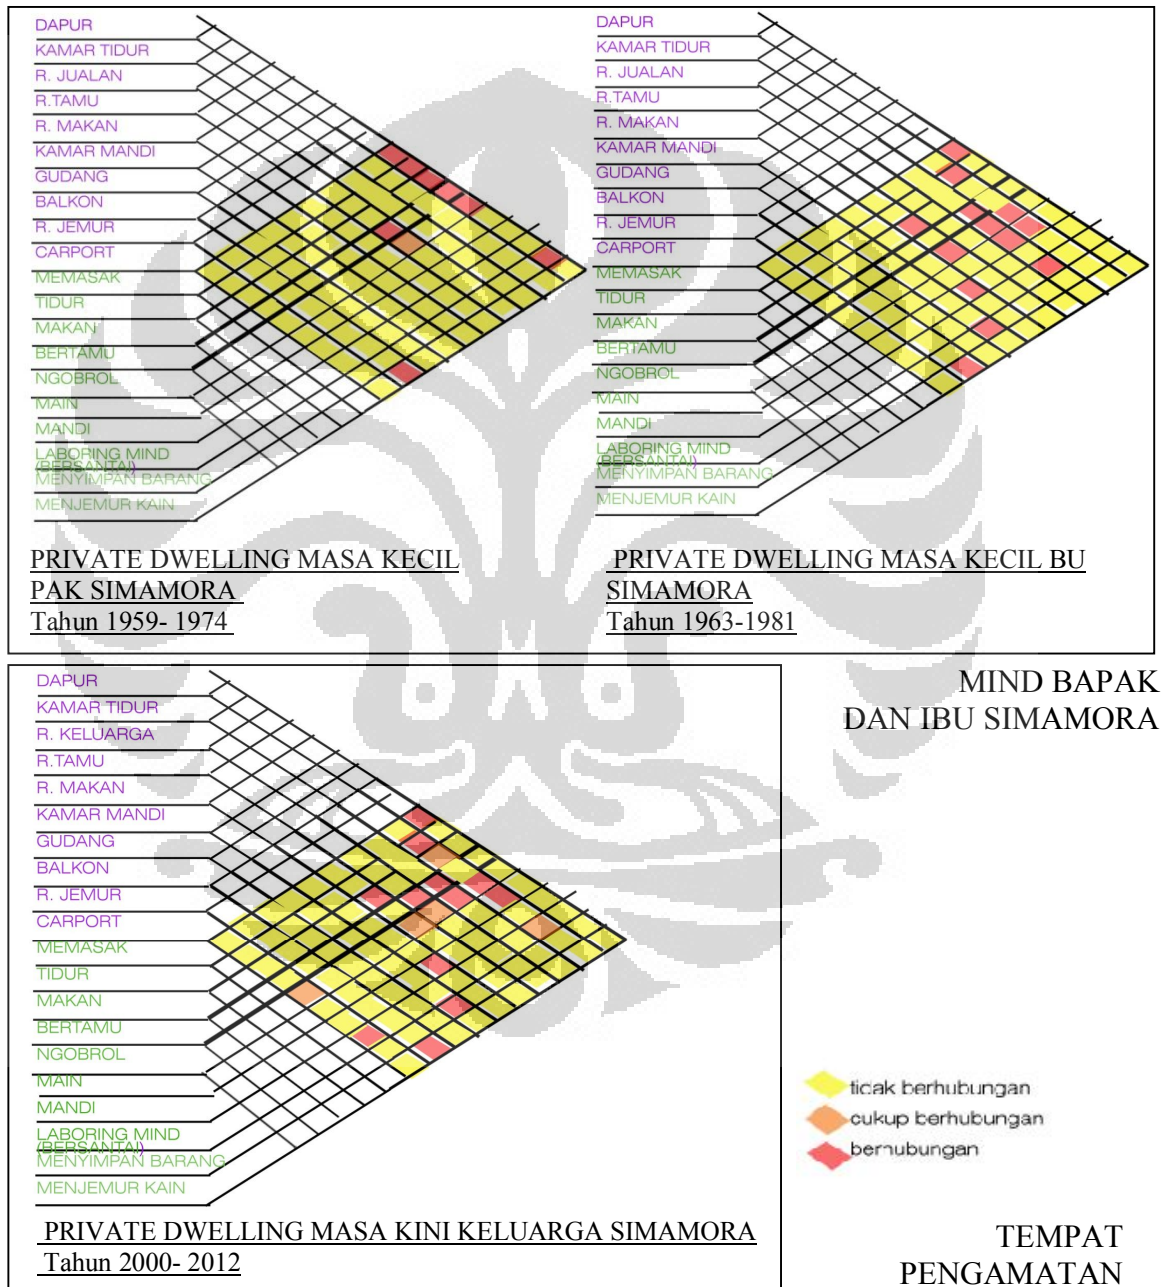 DAPUR
KAMAR TIDUR
R. JUALAN
R.TAMU
R. MAKAN
KAMAR MANDI
GUDANG
BALKON
R. JEMUR
CARPORT
MEMASAK
TIDUR
MAKAN
BERTAMU
NGOBROL
MAIN
MANDI
LABORING MIND
(BERSANTAI)
MENYIMPAN BARANG
MENJEMUR KAIN
PRIVATE DWELLING MASA KECIL
PAK SIMAMORA
Tahun 1959- 1974
DAPUR
KAMAR TIDUR
R. JUALAN
R.TAMU
R. MAKAN
KAMAR MANDI
GUDANG
BALKON
R. JEMUR
CARPORT
MEMASAK
TIDUR
MAKAN
BERTAMU
NGOBROL
MAIN
MANDI
LABORING MIND
(BERSANTAI)
MENYIMPAN BARANG
MENJEMUR KAIN
PRIVATE DWELLING MASA KECIL BU
SIMAMORA
Tahun 1963-1981
MIND BAPAK
DAN IBU SIMAMORA
DAPUR
KAMAR TIDUR
R. KELUARGA
R.TAMU
R. MAKAN
KAMAR MANDI
GUDANG
BALKON
R. JEMUR
CARPORT
MEMASAK
TIDUR
MAKAN
BERTAMU
NGOBROL
MAIN
MANDI
LABORING MIND
(BERSANTAI)
MENYIMPAN BARANG
MENJEMUR KAIN
PRIVATE DWELLING MASA KINI KELUARGA SIMAMORA
Tahun 2000- 2012
tidak berhubungan
cukup berhubungan
berhubungan
TEMPAT
PENGAMATAN